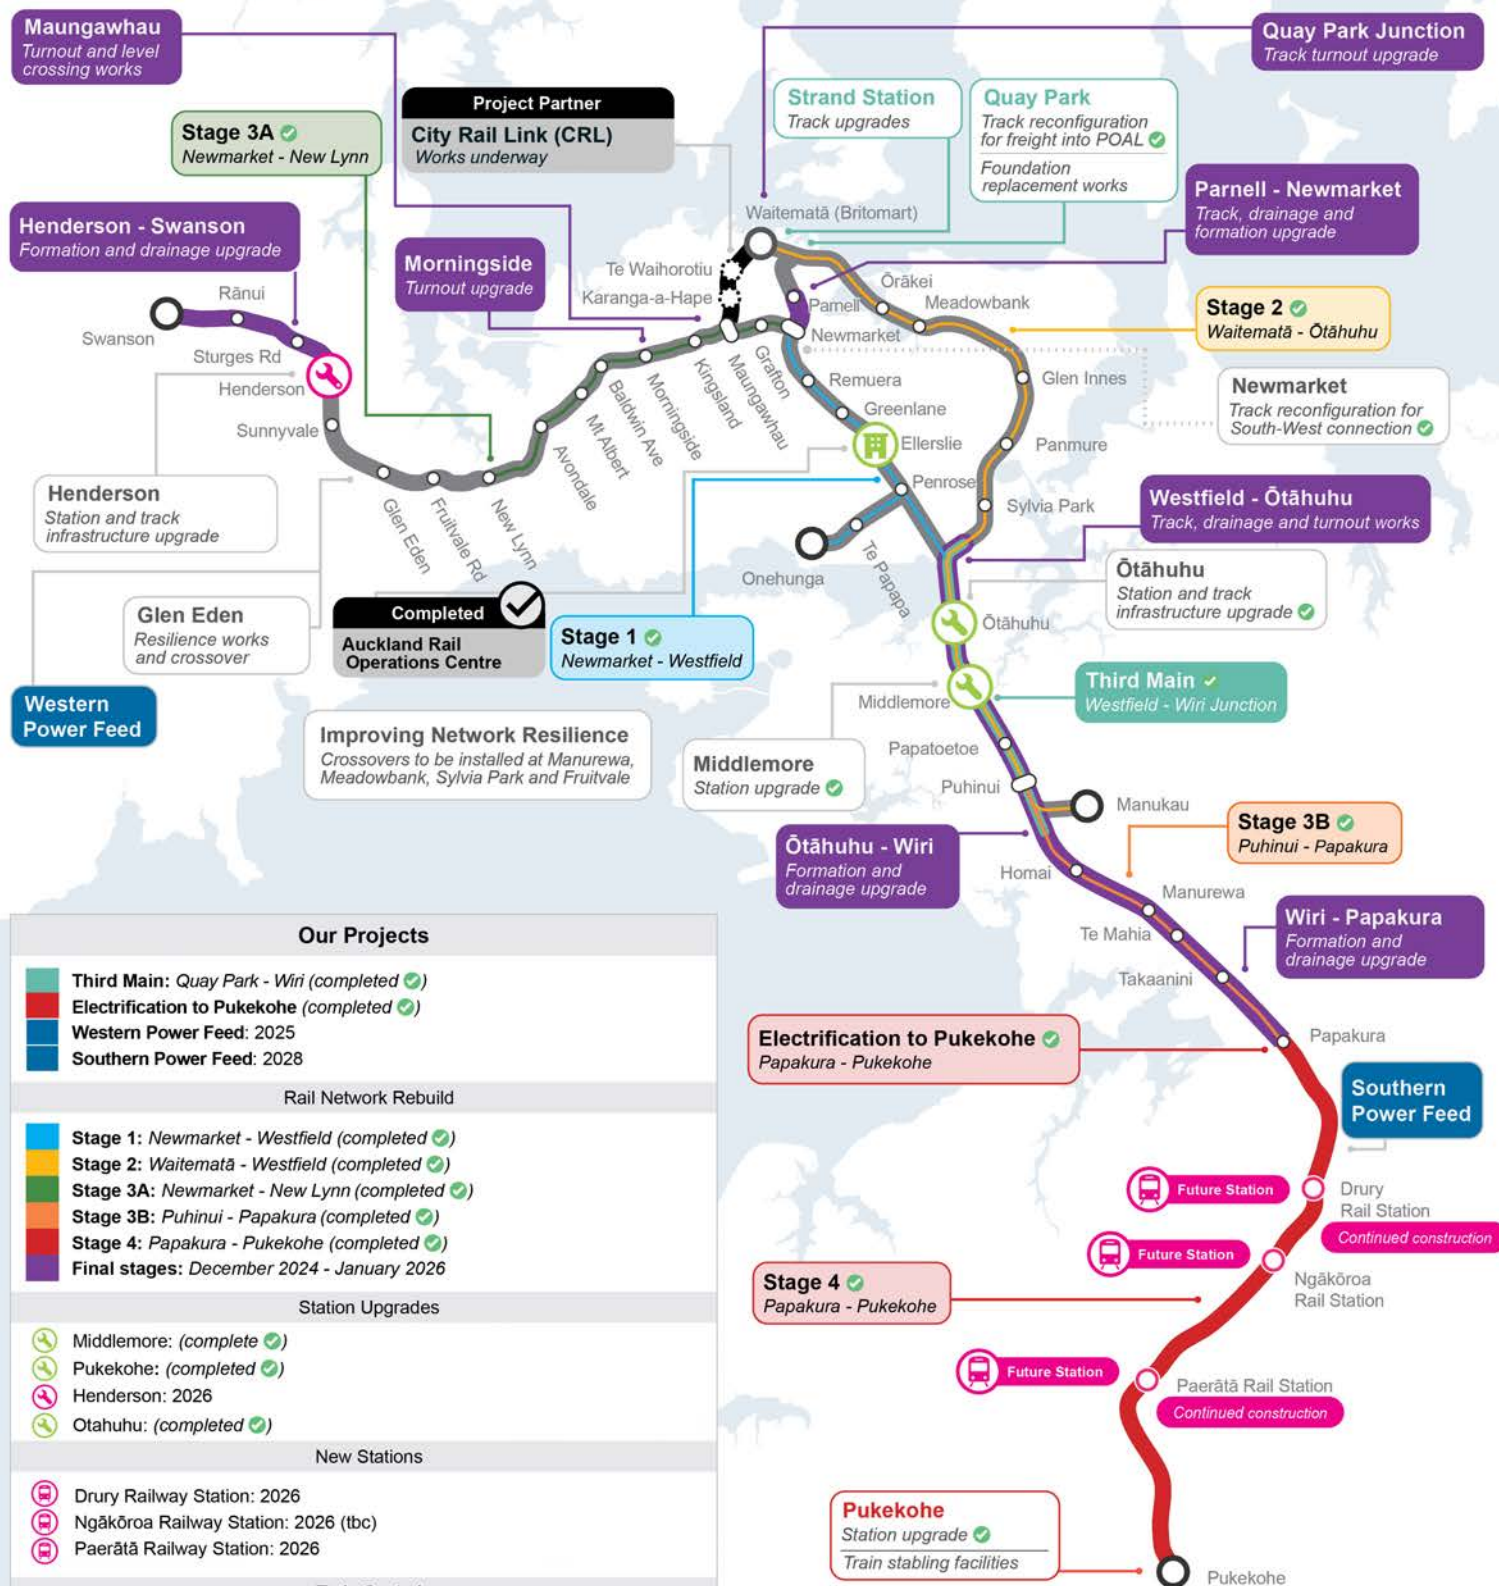 Maungawhau
Turnout and level
crossing works
Quay Park Junction
Track turnout upgrade
Project Partner
City Rail Link (CRL)
Works underway
Strand Station
Track upgrades
Quay Park
Track reconfiguration
for freight into POAL
Foundation
replacement works
Stage 3A
Newmarket - New Lynn
Parnell - Newmarket
Track, drainage and
formation upgrade
Henderson - Swanson
Formation and drainage upgrade
Morningside
Turnout upgrade
Waitematā (Britomart)
Te Waihorotiu
Karanga-a-Hape
Parnell
Newmarket
Ōrākei
Meadowbank
Stage 2
Waitematā - Ōtāhuhu
Rānui
Swanson
Sturges Rd
Henderson
Sunnyvale
Glen Eden
Fruitvale Rd
New Lynn
Avondale
Mt Albert
Baldwin Ave
Morningside
Kingsland
Maungawhau
Grafton
Remuera
Greenlane
Ellerslie
Penrose
Glen Innes
Panmure
Sylvia Park
Newmarket
Track reconfiguration for
South-West connection
Henderson
Station and track
infrastructure upgrade
Westfield - Ōtāhuhu
Track, drainage and turnout works
Onehunga
Te Papapa
Ōtāhuhu
Station and track
infrastructure upgrade
Glen Eden
Resilience works
and crossover
Completed
Auckland Rail
Operations Centre
Stage 1
Newmarket - Westfield
Ōtāhuhu
Western
Power Feed
Third Main
Westfield - Wiri Junction
Middlemore
Improving Network Resilience
Crossovers to be installed at Manurewa,
Meadowbank, Sylvia Park and Fruitvale
Middlemore
Station upgrade
Papatoetoe
Puhinui
Manukau
Stage 3B
Puhinui - Papakura
Ōtāhuhu - Wiri
Formation and
drainage upgrade
Homai
Manurewa
Te Mahia
Takaanini
Wiri - Papakura
Formation and
drainage upgrade
Papakura
Electrification to Pukekohe
Papakura - Pukekohe
Southern
Power Feed
Future Station
Drury
Rail Station
Continued construction
Future Station
Ngākōroa
Rail Station
Stage 4
Papakura - Pukekohe
Future Station
Paerātā Rail Station
Continued construction
Pukekohe
Station upgrade
Train stabling facilities
Pukekohe
Our Projects
Third Main: Quay Park - Wiri (completed)
Electrification to Pukekohe (completed)
Western Power Feed: 2025
Southern Power Feed: 2028
Rail Network Rebuild
Stage 1: Newmarket - Westfield (completed)
Stage 2: Waitematā - Westfield (completed)
Stage 3A: Newmarket - New Lynn (completed)
Stage 3B: Puhinui - Papakura (completed)
Stage 4: Papakura - Pukekohe (completed)
Final stages: December 2024 - January 2026
Station Upgrades
Middlemore: (complete)
Pukekohe: (completed)
Henderson: 2026
Otahuhu: (completed)
New Stations
Drury Railway Station: 2026
Ngākōroa Railway Station: 2026 (tbc)
Paerātā Railway Station: 2026